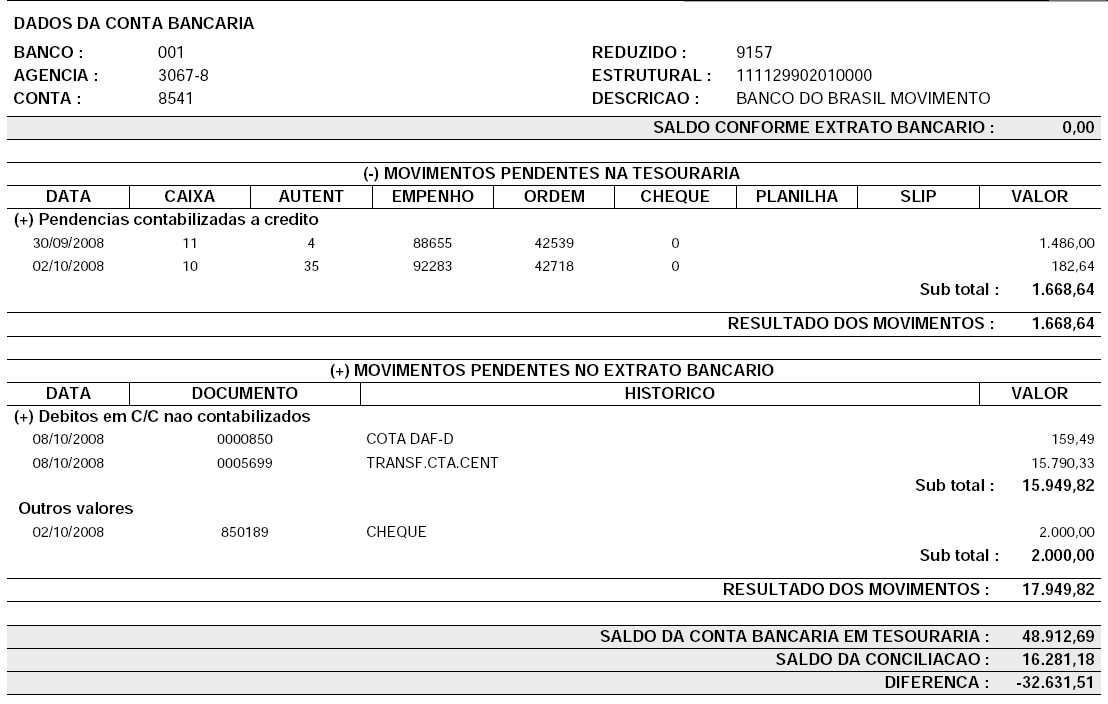 DADOS DA CONTA BANCARIA
BANCO : 001 REDUZIDO : 9157
AGENCIA : 3067-8 ESTRUTURAL : 111129902010000
CONTA : 8541 DESCRICAO : BANCO DO BRASIL MOVIMENTO
SALDO CONFORME EXTRATO BANCARIO : 0,00
(-) MOVIMENTOS PENDENTES NA TESOURARIA
DATA CAIXA AUTENT EMPENHO ORDEM CHEQUE PLANILHA SLIP VALOR
(+) Pendencias contabilizadas a credito
30/09/2008 11 4 88655 42539 0 1.486,00
02/10/2008 10 35 92283 42718 0 182,64
Sub total : 1.668,64
RESULTADO DOS MOVIMENTOS : 1.668,64
(+) MOVIMENTOS PENDENTES NO EXTRATO BANCARIO
DATA DOCUMENTO HISTORICO VALOR
(+) Debitos em C/C nao contabilizados
08/10/2008 0000850 COTA DAF-D 159,49
08/10/2008 0005699 TRANSF.CTA.CENT 15.790,33
Sub total : 15.949,82
Outros valores
02/10/2008 850189 CHEQUE 2.000,00
Sub total : 2.000,00
RESULTADO DOS MOVIMENTOS : 17.949,82
SALDO DA CONTA BANCARIA EM TESOURARIA : 48.912,69
SALDO DA CONCILIACAO : 16.281,18
DIFERENCA : -32.631,51